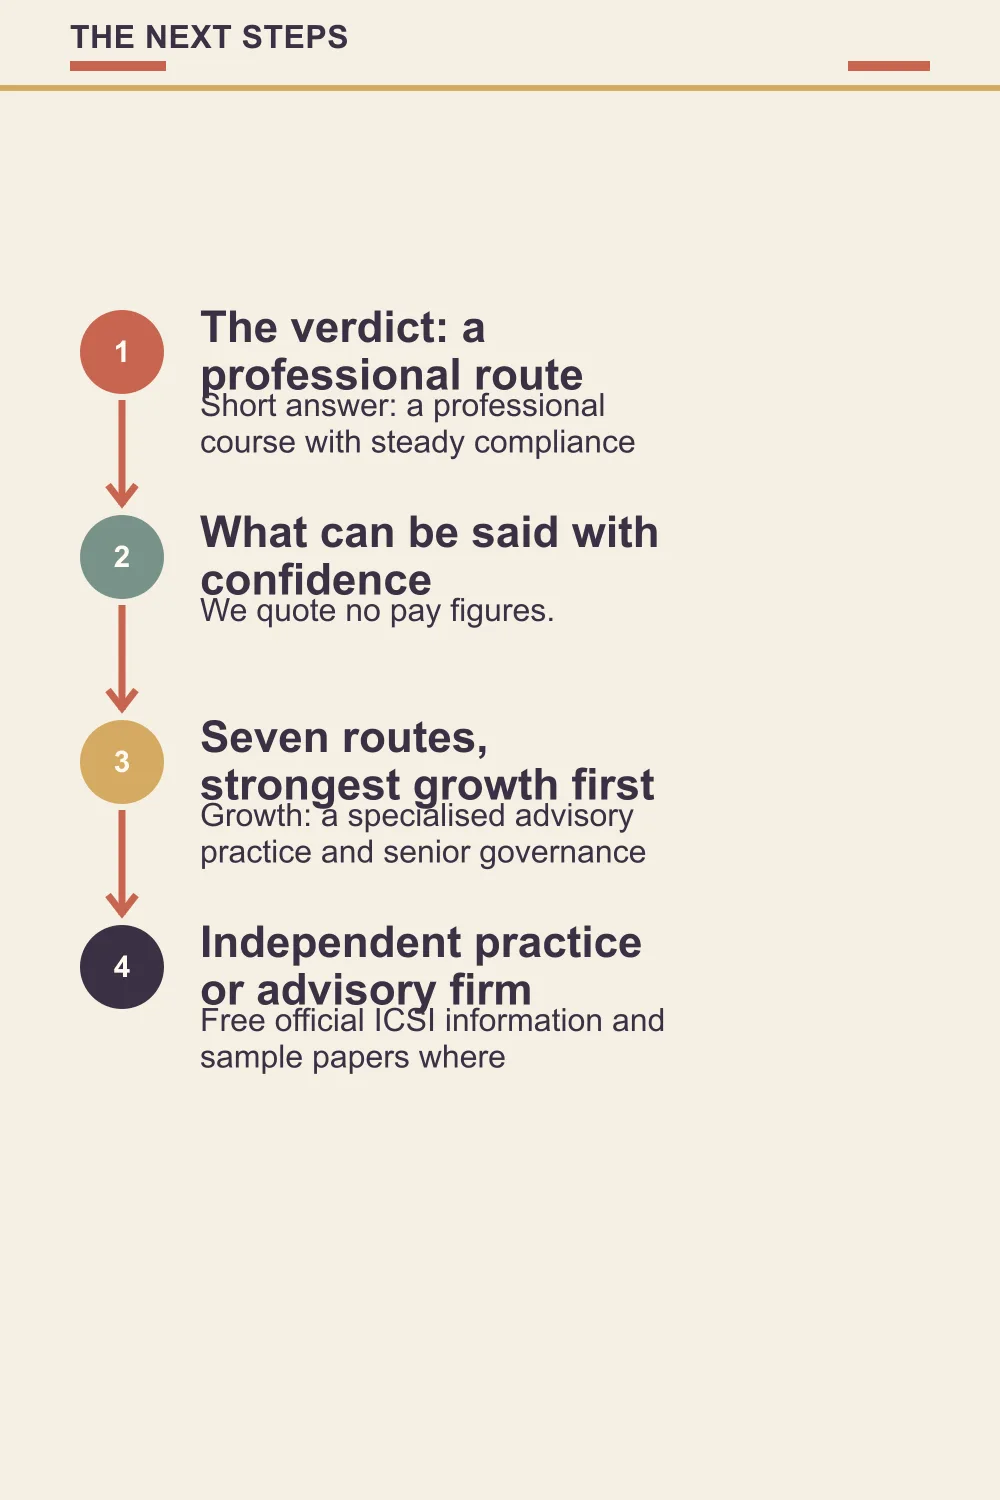 THE NEXT STEPS
1
The verdict: a
professional route
Short answer: a professional
course with steady compliance
2
What can be said with
confidence
We quote no pay figures.
3
Seven routes,
strongest growth first
Growth: a specialised advisory
practice and senior governance
4
Independent practice
or advisory firm
Free official ICSI information and
sample papers where